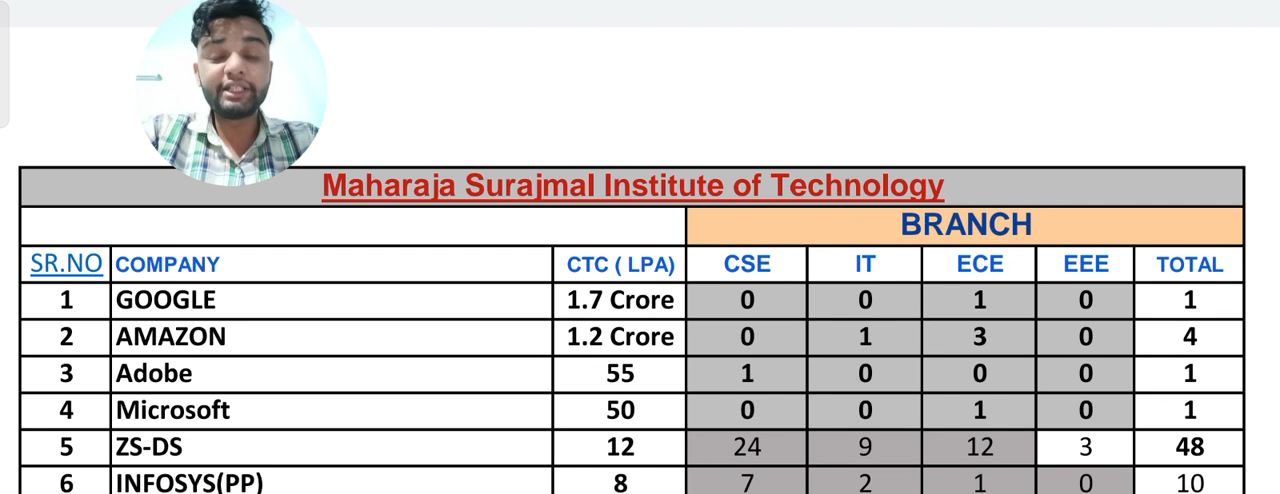 Maharaja Surajmal Institute of Technology
BRANCH
SR.NO COMPANY CTC ( LPA) CSE IT ECE EEE TOTAL
1 GOOGLE 1.7 Crore 0 0 1 0 1
2 AMAZON 1.2 Crore 0 1 3 0 4
3 Adobe 55 1 0 0 0 1
4 Microsoft 50 0 0 1 0 1
5 ZS-DS 12 24 9 12 3 48
6 INFOSYS(PP) 8 7 2 1 0 10